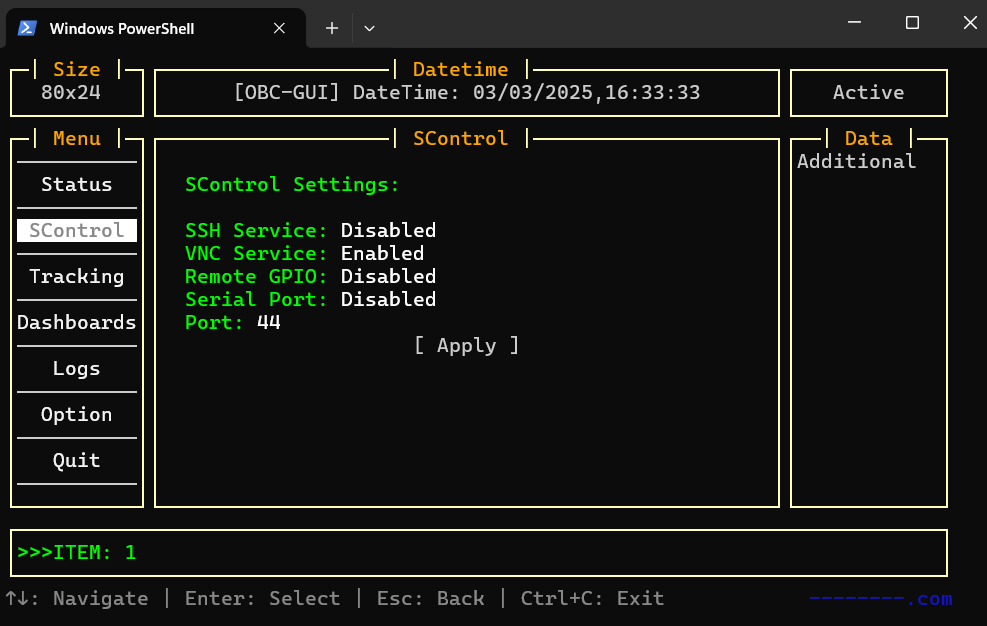 Windows PowerShell
Size
80x24
Datetime
[OBC-GUI] DateTime: 03/03/2025,16:33:33
Active
Menu
Status
SControl
Tracking
Dashboards
Logs
Option
Quit
SControl
SControl Settings:
SSH Service: Disabled
VNC Service: Enabled
Remote GPIO: Disabled
Serial Port: Disabled
Port: 44
[ Apply ]
Data
Additional
>>>ITEM: 1
↑↓: Navigate | Enter: Select | Esc: Back | Ctrl+C: Exit
--------.com